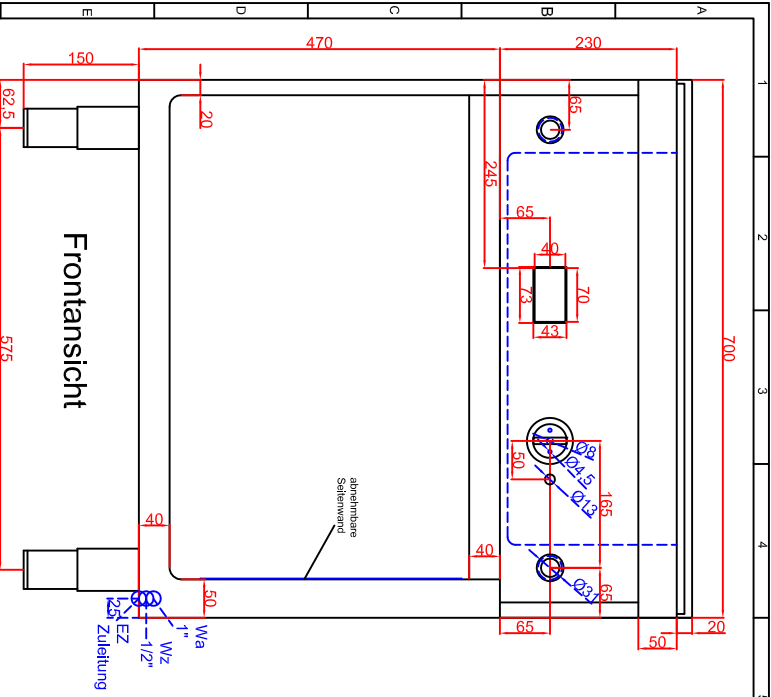 E
D
C
B
A
1
2
3
4
150
470
230
62,5
20
65
245
65
40
73
70
43
700
575
Frontansicht
Ø8
Ø4,5
50
Ø13
165
abnehmbare
Seitenwand
40
40
50
Ø31
65
65
50
20
Wa
1"
Wz
1/2"
EZ
25
Zuleitung